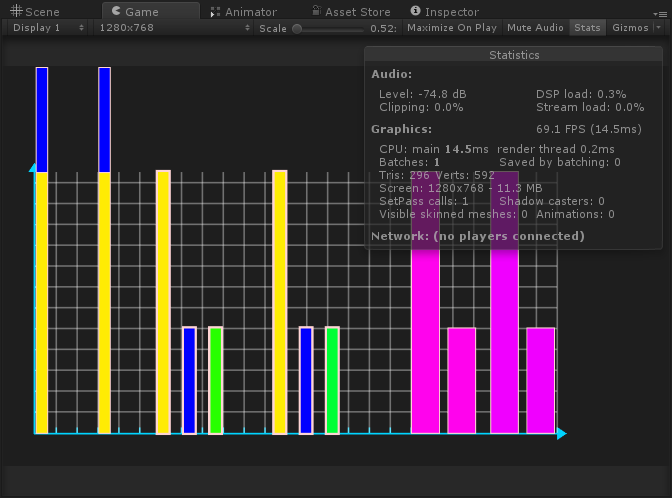 Scene Game Animator Asset Store Inspector
Display 1 1280x768 Scale 0.52: Maximize On Play Mute Audio Stats Gizmos
Statistics
Audio:
Level: -74.8 dB DSP load: 0.3%
Clipping: 0.0% Stream load: 0.0%
Graphics: 69.1 FPS (14.5ms)
CPU: main 14.5ms render thread 0.2ms
Batches: 1 Saved by batching: 0
Tris: 296 Verts: 592
Screen: 1280x768 - 11.3 MB
SetPass calls: 1 Shadow casters: 0
Visible skinned meshes: 0 Animations: 0
Network: (no players connected)